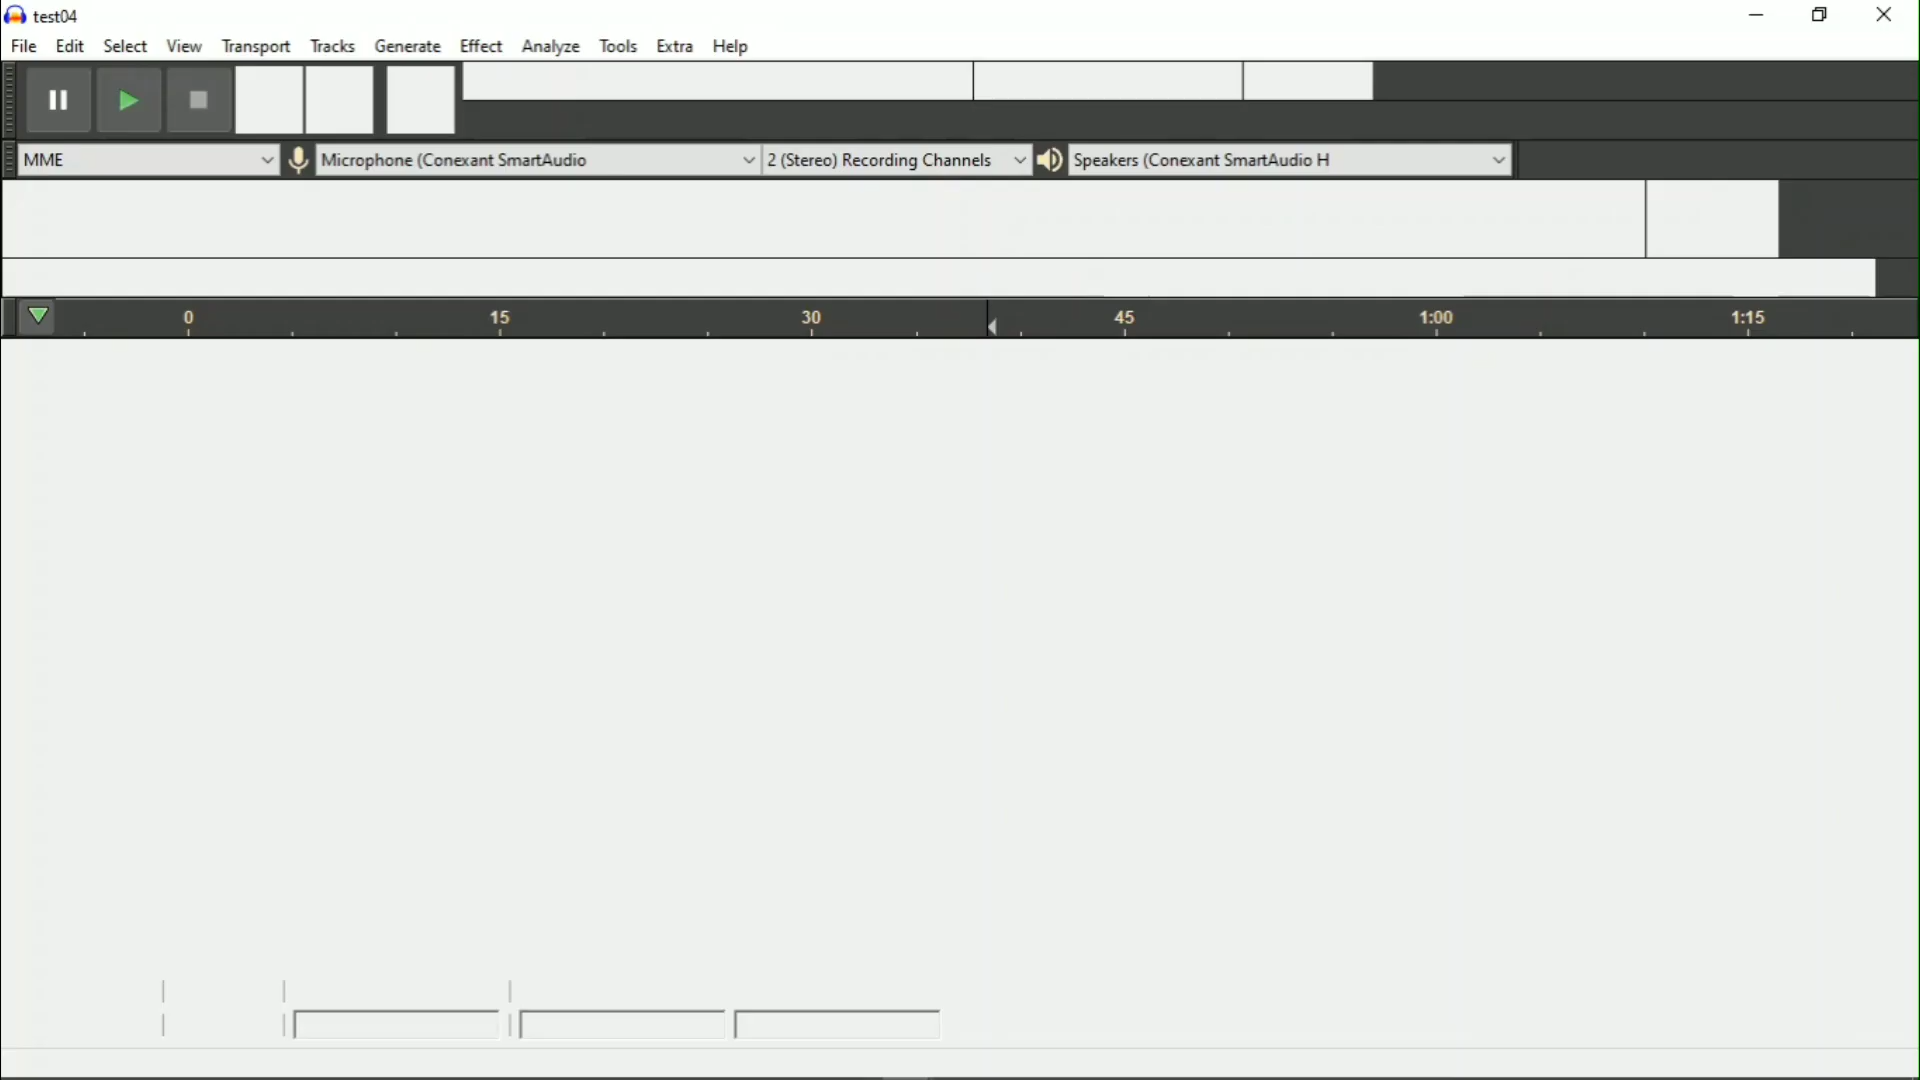 test04
File Edit Select View Transport Tracks Generate Effect Analyze Tools Extra Help
MME Microphone (Conexant SmartAudio 2 (Stereo) Recording Channels Speakers (Conexant SmartAudio H
0 15 30 45 1:00 1:15